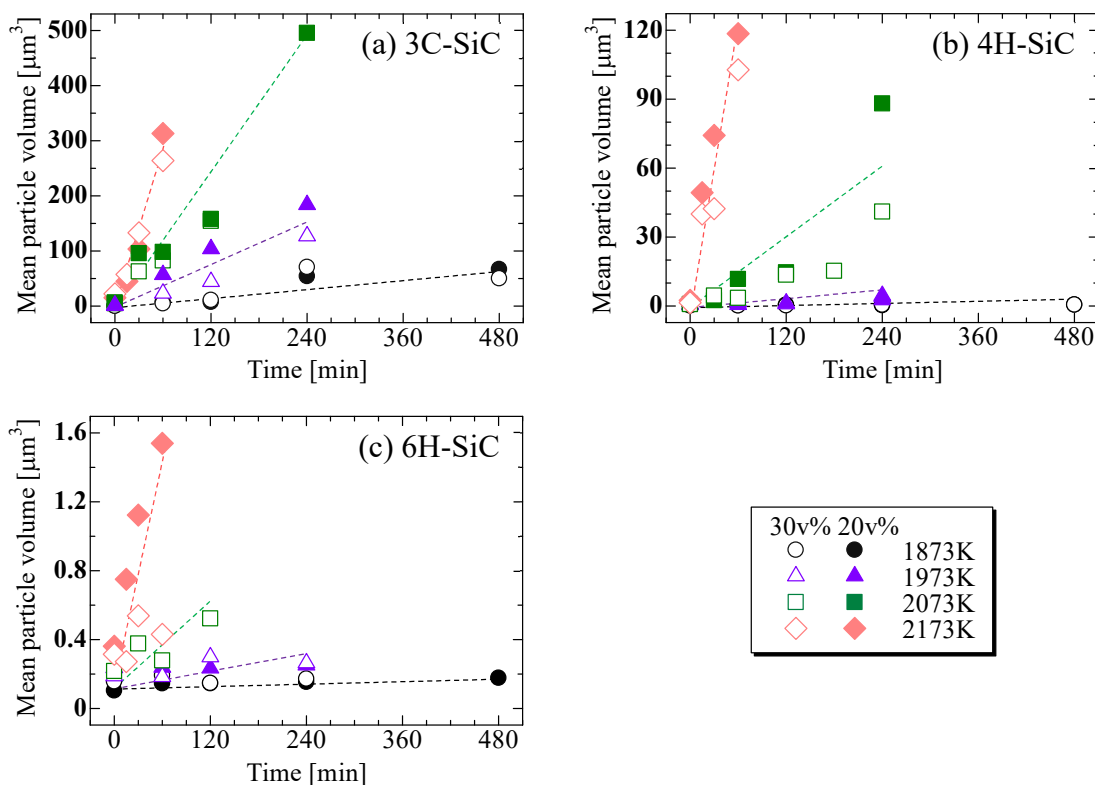 (a) 3C-SiC
Mean particle volume [μm³]
500
400
300
200
100
0
0 120 240 360 480
Time [min]
(b) 4H-SiC
Mean particle volume [μm³]
120
90
60
30
0
0 120 240 360 480
Time [min]
(c) 6H-SiC
Mean particle volume [μm³]
1.6
1.2
0.8
0.4
0
0 120 240 360 480
Time [min]
30v% 20v%
1873K
1973K
2073K
2173K